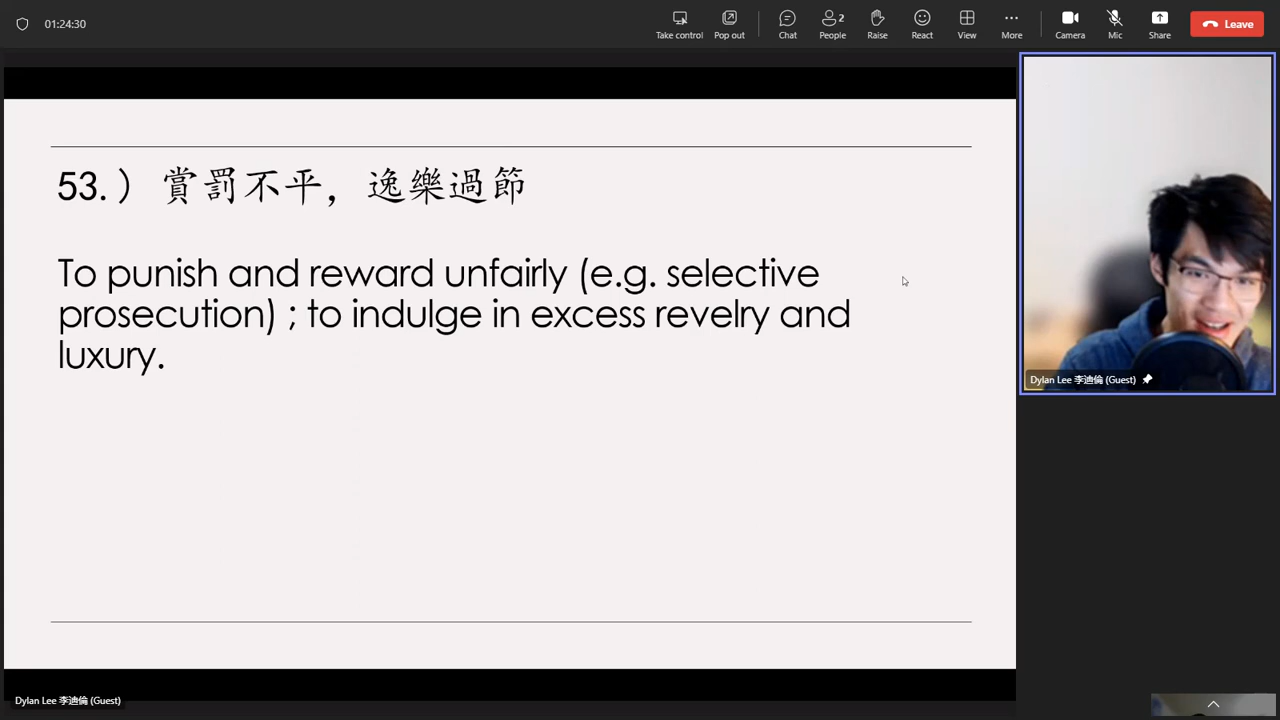 01:24:30
Take control
Pop out
Chat
2
People
Raise
React
View
More
Camera
Mic
Share
Leave
53.）賞罰不平，逸樂過節
To punish and reward unfairly (e.g. selective
prosecution) ; to indulge in excess revelry and
luxury.
Dylan Lee 李迪倫 (Guest)
Dylan Lee 李迪倫 (Guest)